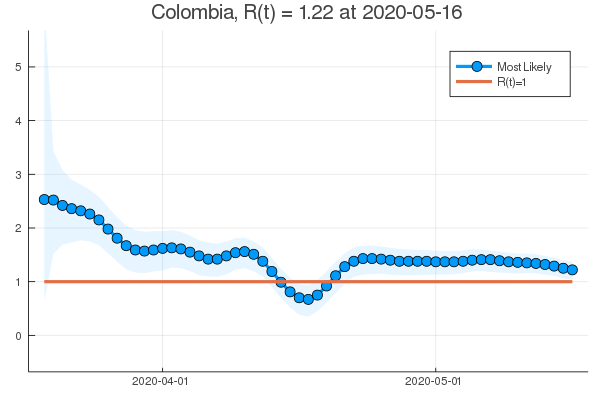 Colombia, R(t) = 1.22 at 2020-05-16
Most Likely
R(t)=1
5
4
3
2
1
0
2020-04-01
2020-05-01